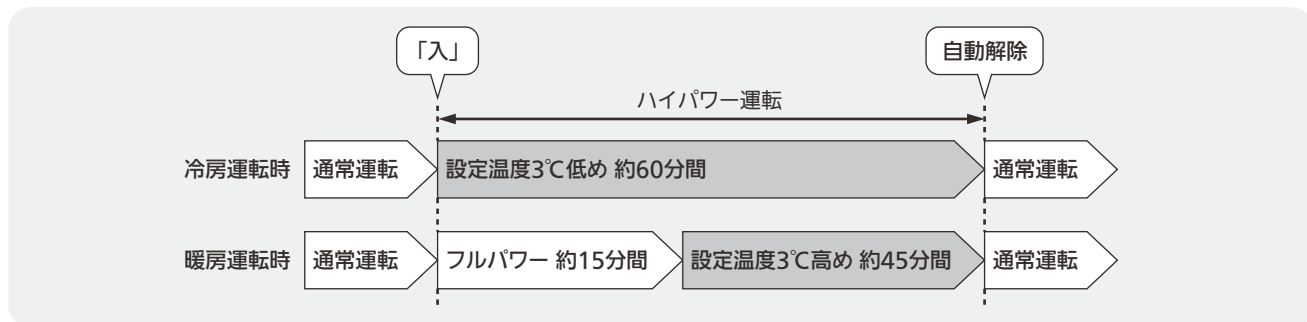 「入」
自動解除
ハイパワー運転
冷房運転時 通常運転 設定温度3℃低め 約60分間 通常運転
暖房運転時 通常運転 フルパワー 約15分間 設定温度3℃高め 約45分間 通常運転